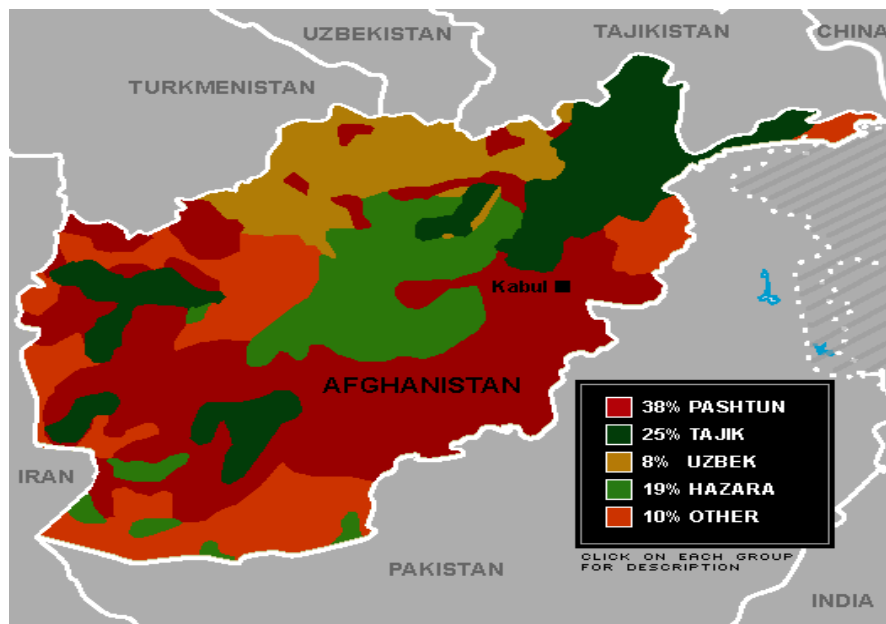 UZBEKISTAN
TAJIKISTAN
CHINA
TURKMENISTAN
Kabul
AFGHANISTAN
38% PASHTUN
25% TAJIK
8% UZBEK
19% HAZARA
10% OTHER
IRAN
CLICK ON EACH GROUP
FOR DESCRIPTION
PAKISTAN
INDIA